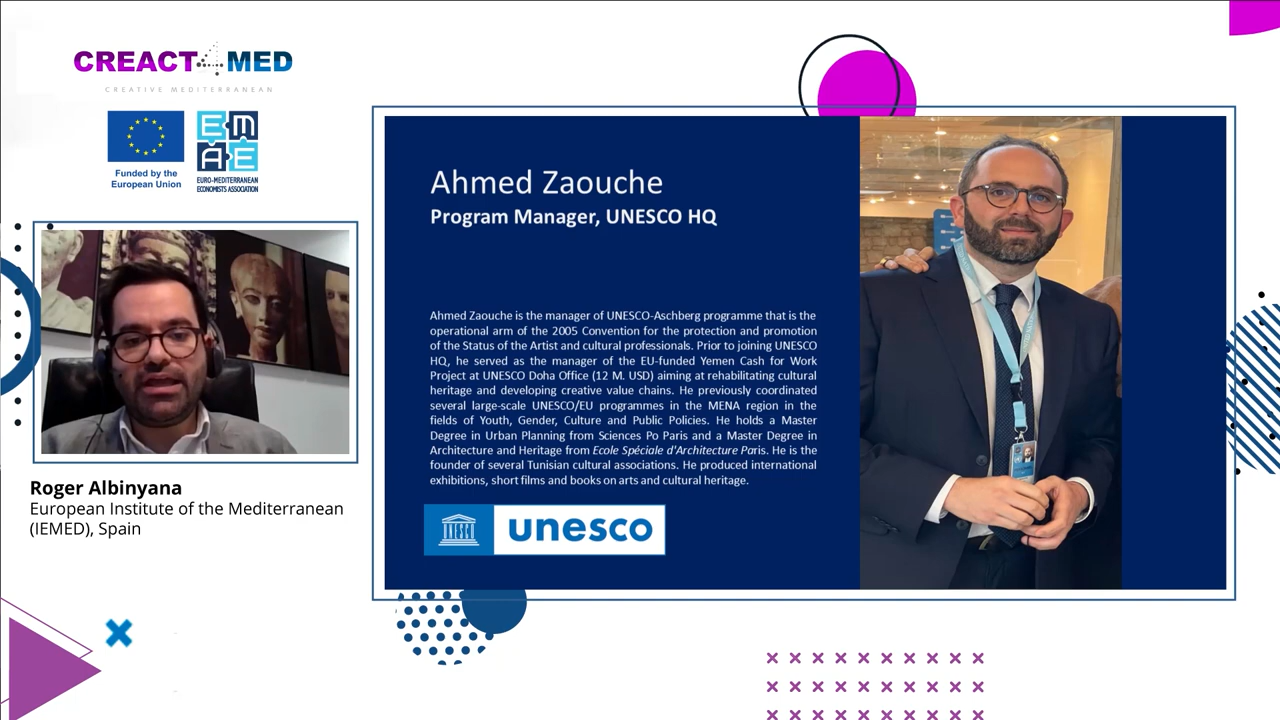 CREACT4MED
CREATIVE MEDITERRANEAN
Funded by the
European Union
EM
AE
EURO-MEDITERRANEAN
ECONOMISTS ASSOCIATION
Roger Albinyana
European Institute of the Mediterranean
(IEMED), Spain
Ahmed Zaouche
Program Manager, UNESCO HQ
Ahmed Zaouche is the manager of UNESCO-Aschberg programme that is the
operational arm of the 2005 Convention for the protection and promotion
of the Status of the Artist and cultural professionals. Prior to joining UNESCO
HQ, he served as the manager of the EU-funded Yemen Cash for Work
Project at UNESCO Doha Office (12 M. USD) aiming at rehabilitating cultural
heritage and developing creative value chains. He previously coordinated
several large-scale UNESCO/EU programmes in the MENA region in the
fields of Youth, Gender, Culture and Public Policies. He holds a Master
Degree in Urban Planning from Sciences Po Paris and a Master Degree in
Architecture and Heritage from Ecole Spéciale d'Architecture Paris. He is the
founder of several Tunisian cultural associations. He produced international
exhibitions, short films and books on arts and cultural heritage.
UNESCO
unesco